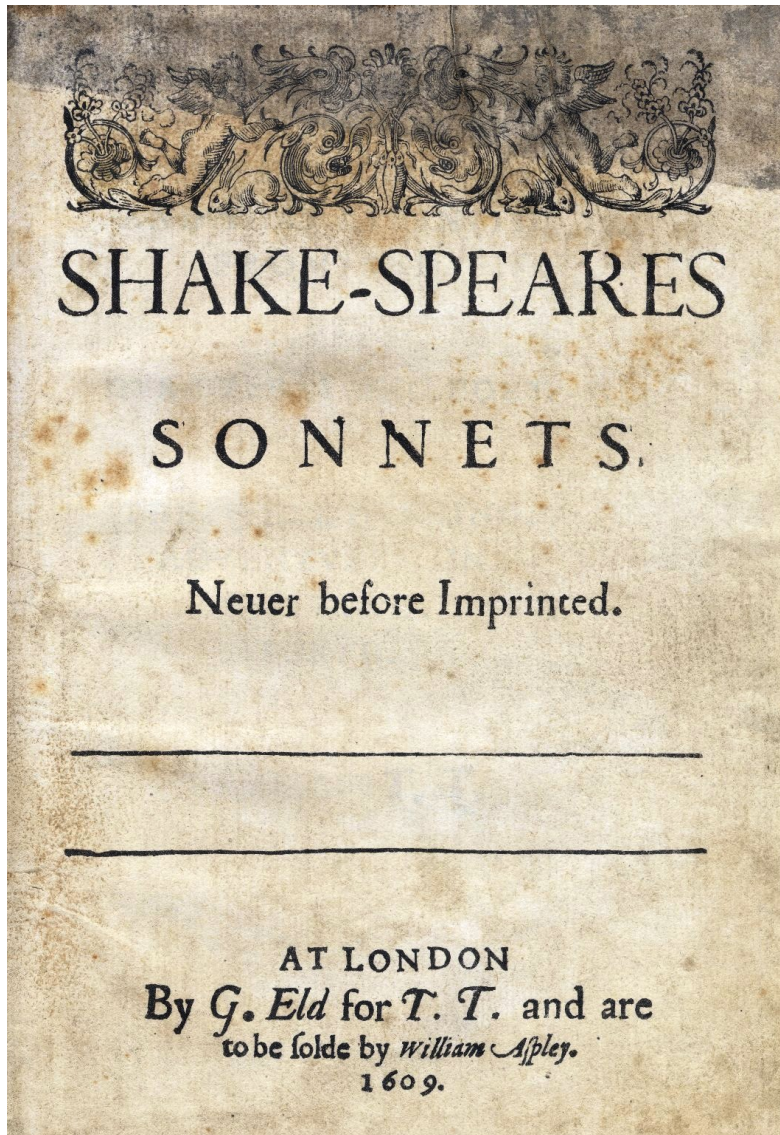 SHAKE-SPEARES
SONNETS.
Neuer before Imprinted.
AT LONDON
By G. Eld for T. T. and are
to be ſolde by William Aſpley.
1609.